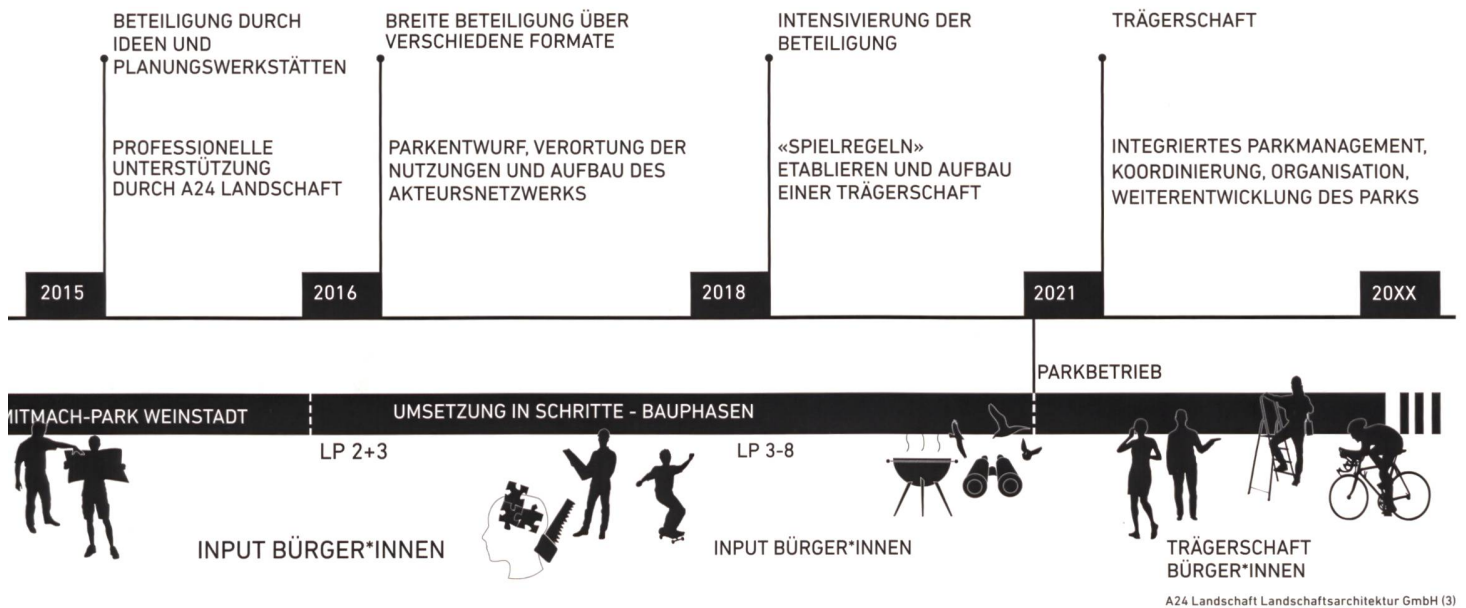 BETEILIGUNG DURCH
IDEEN UND
PLANUNGSWERKSTÄTTEN
PROFESSIONELLE
UNTERSTÜTZUNG
DURCH A24 LANDSCHAFT
BREITE BETEILIGUNG ÜBER
VERSCHIEDENE FORMATE
PARKENTWURF, VERORTUNG DER
NUTZUNGEN UND AUFBAU DES
AKTEURSNETZWERKS
INTENSIVIERUNG DER
BETEILIGUNG
«SPIELREGELN»
ETABLIEREN UND AUFBAU
EINER TRÄGERSCHAFT
TRÄGERSCHAFT
INTEGRIERTES PARKMANAGEMENT,
KOORDINIERUNG, ORGANISATION,
WEITERENTWICKLUNG DES PARKS
2015
2016
2018
2021
20XX
PARKBETRIEB
MITMACH-PARK WEINSTADT
UMSETZUNG IN SCHRITTE - BAUPHASEN
LP 2+3
LP 3-8
INPUT BÜRGER*INNEN
INPUT BÜRGER*INNEN
TRÄGERSCHAFT
BÜRGER*INNEN
A24 Landschaft Landschaftsarchitektur GmbH (3)